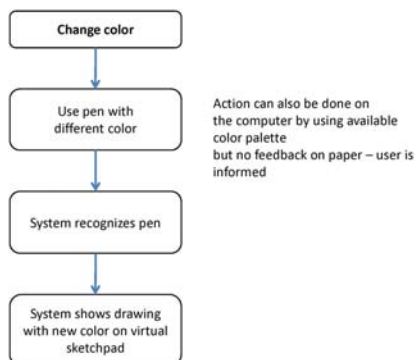 Change color
Use pen with
different color
Action can also be done on
the computer by using available
color palette
but no feedback on paper – user is
informed
System recognizes pen
System shows drawing
with new color on virtual
sketchpad